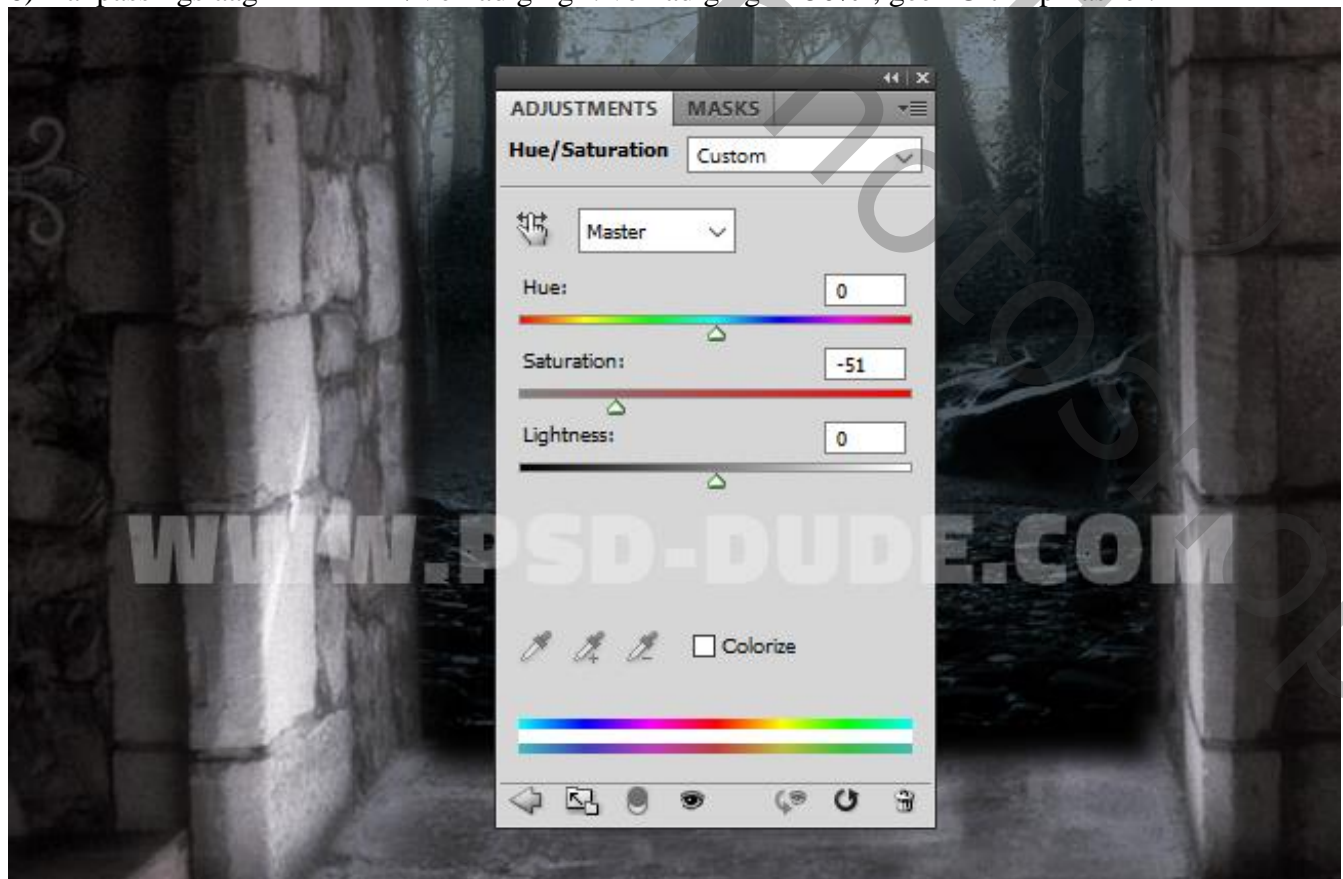 ADJUSTMENTS MASKS
Hue/Saturation Custom
Master
Hue: 0
Saturation: -51
Lightness: 0
WWW.PSD-DUDE.COM
Colorize